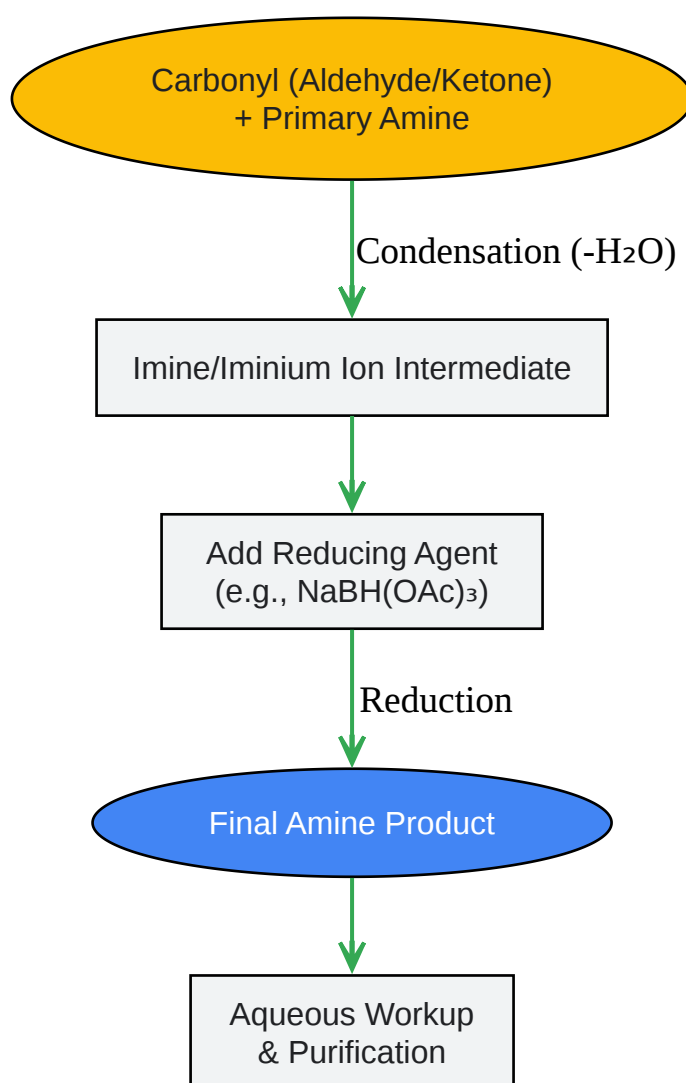 Carbonyl (Aldehyde/Ketone)
+ Primary Amine
Condensation (-H₂O)
Imine/Iminium Ion Intermediate
Add Reducing Agent
(e.g., NaBH(OAc)₃)
Reduction
Final Amine Product
Aqueous Workup
& Purification